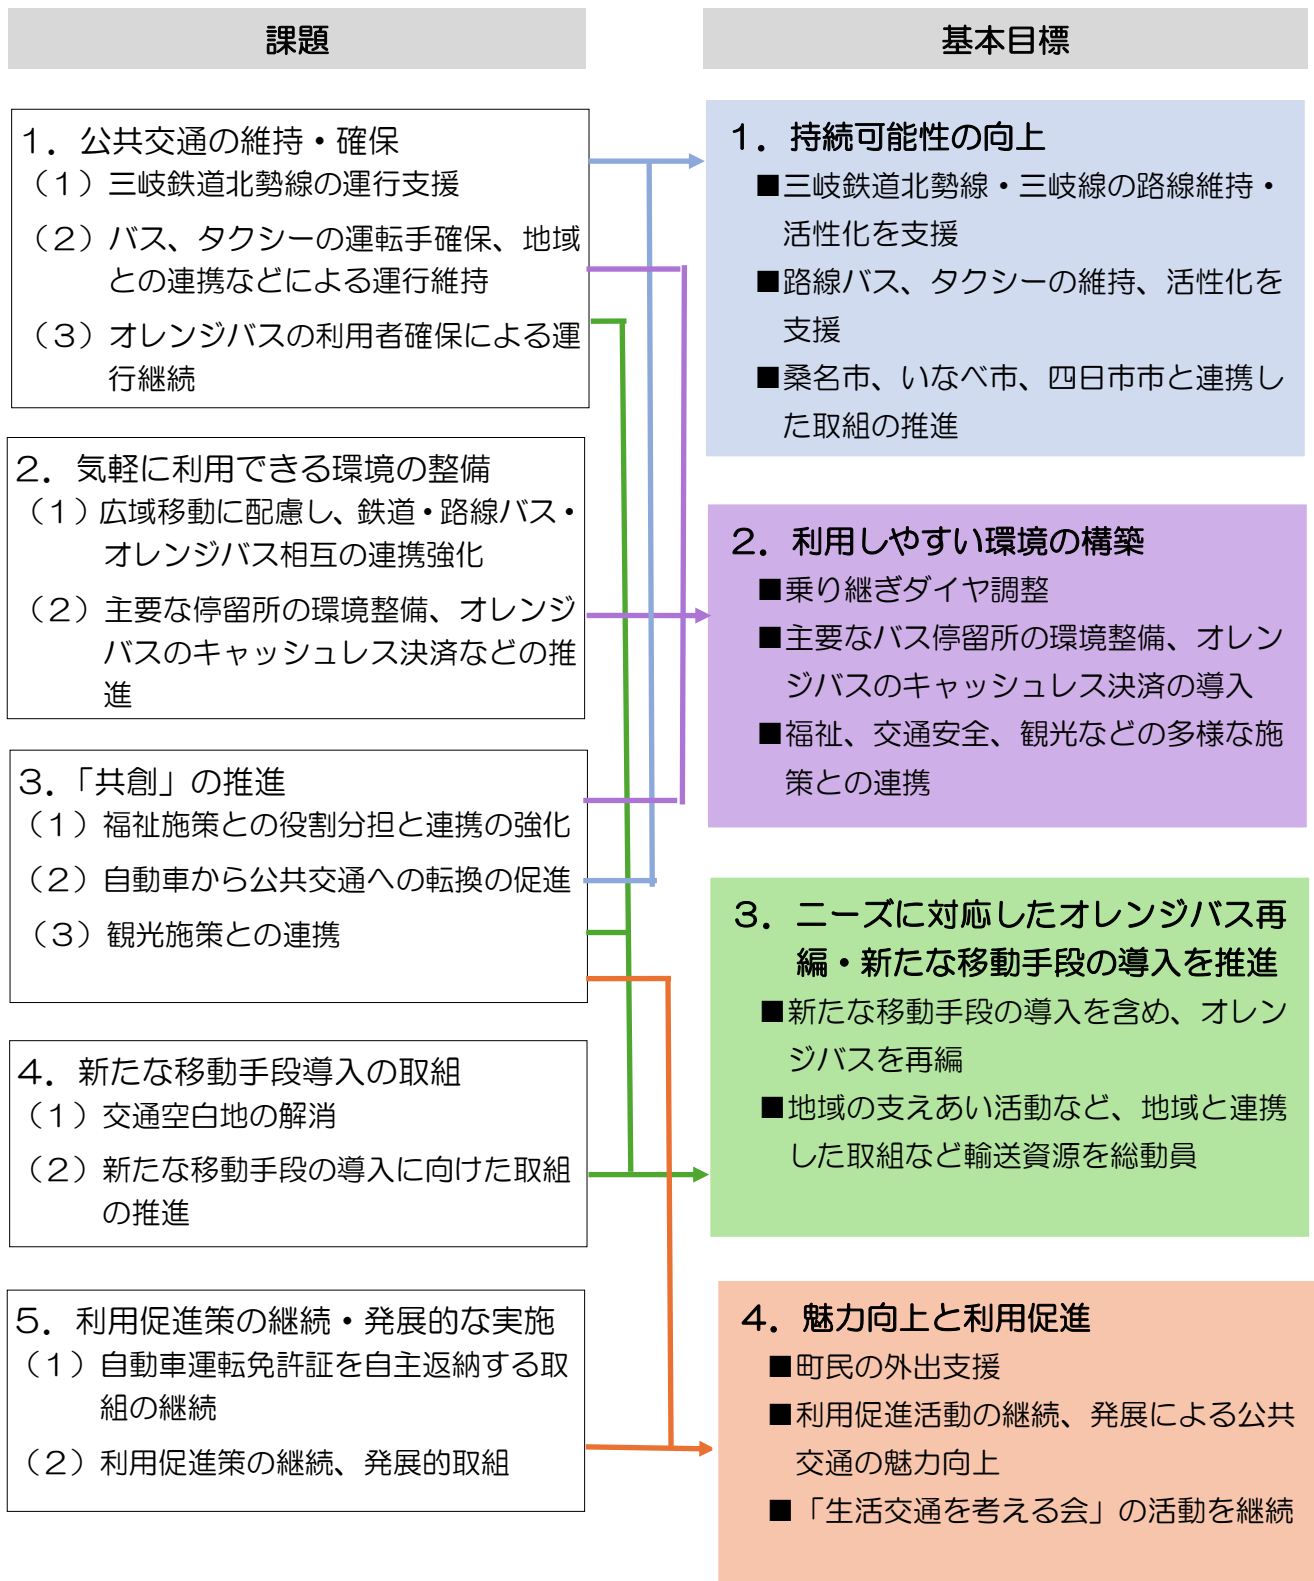 課題
1．公共交通の維持・確保
（1）三岐鉄道北勢線の運行支援
（2）バス、タクシーの運転手確保、地域
との連携などによる運行維持
（3）オレンジバスの利用者確保による運
行継続
2．気軽に利用できる環境の整備
（1）広域移動に配慮し、鉄道・路線バス・
オレンジバス相互の連携強化
（2）主要な停留所の環境整備、オレンジ
バスのキャッシュレス決済などの推
進
3．「共創」の推進
（1）福祉施策との役割分担と連携の強化
（2）自動車から公共交通への転換の促進
（3）観光施策との連携
4．新たな移動手段導入の取組
（1）交通空白地の解消
（2）新たな移動手段の導入に向けた取組
の推進
5．利用促進策の継続・発展的な実施
（1）自動車運転免許証を自主返納する取
組の継続
（2）利用促進策の継続、発展的取組
基本目標
1．持続可能性の向上
■三岐鉄道北勢線・三岐線の路線維持・
活性化を支援
■路線バス、タクシーの維持、活性化を
支援
■桑名市、いなべ市、四日市市と連携し
た取組の推進
2．利用しやすい環境の構築
■乗り継ぎダイヤ調整
■主要なバス停留所の環境整備、オレン
ジバスのキャッシュレス決済の導入
■福祉、交通安全、観光などの多様な施
策との連携
3．ニーズに対応したオレンジバス再
編・新たな移動手段の導入を推進
■新たな移動手段の導入を含め、オレン
ジバスを再編
■地域の支えあい活動など、地域と連携
した取組など輸送資源を総動員
4．魅力向上と利用促進
■町民の外出支援
■利用促進活動の継続、発展による公共
交通の魅力向上
■「生活交通を考える会」の活動を継続